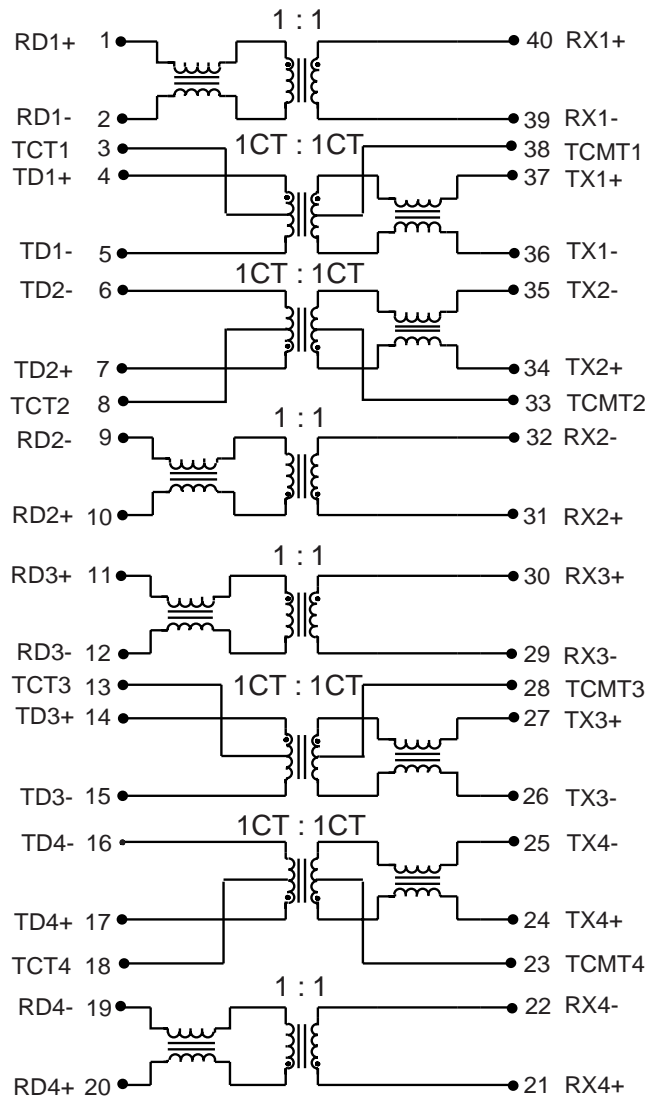 1 : 1
RD1+ 1 40 RX1+
RD1- 2 39 RX1-
TCT1 3 1CT : 1CT 38 TCMT1
TD1+ 4 37 TX1+
TD1- 5 36 TX1-
1CT : 1CT
TD2- 6 35 TX2-
TD2+ 7 34 TX2+
TCT2 8 33 TCMT2
1 : 1
RD2- 9 32 RX2-
RD2+ 10 31 RX2+
1 : 1
RD3+ 11 30 RX3+
RD3- 12 29 RX3-
TCT3 13 1CT : 1CT 28 TCMT3
TD3+ 14 27 TX3+
TD3- 15 26 TX3-
1CT : 1CT
TD4- 16 25 TX4-
TD4+ 17 24 TX4+
TCT4 18 23 TCMT4
1 : 1
RD4- 19 22 RX4-
RD4+ 20 21 RX4+